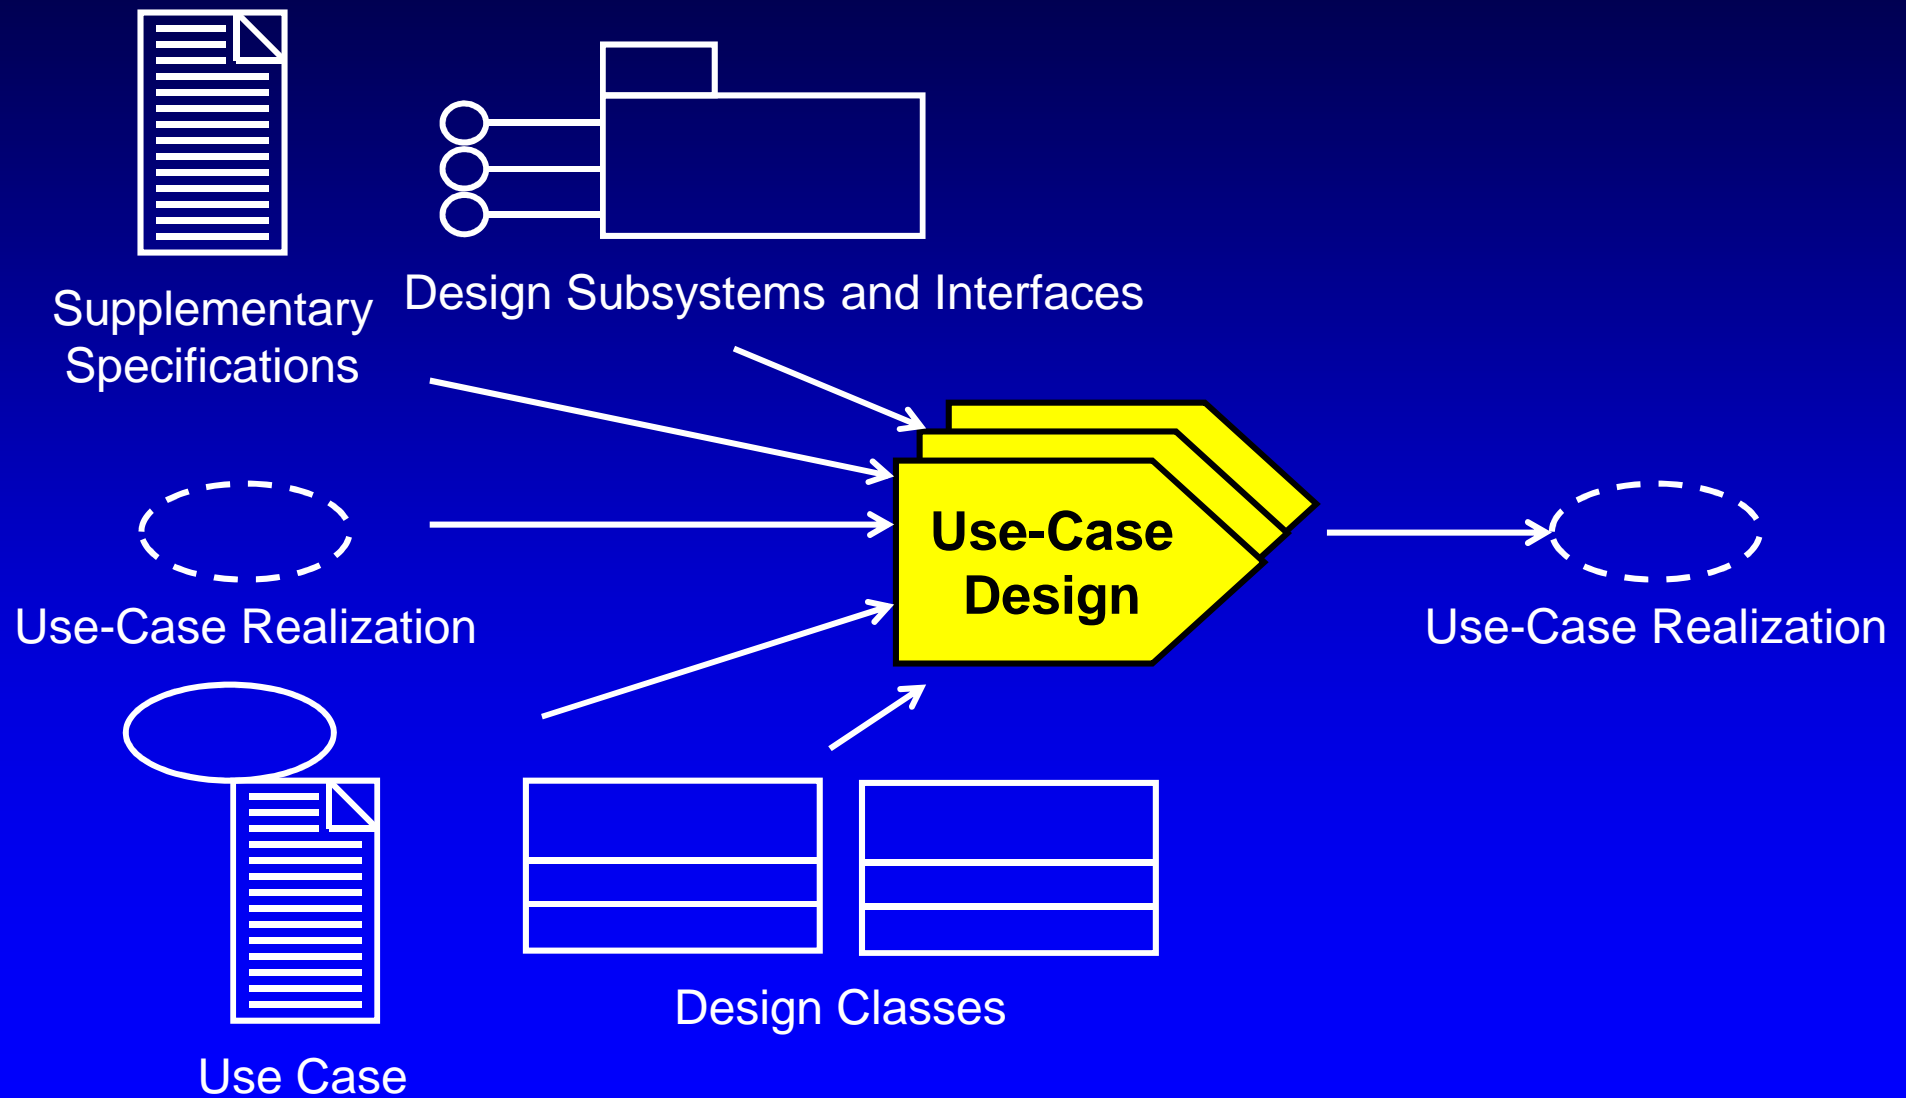 Supplementary
Specifications
Design Subsystems and Interfaces
Use-Case
Design
Use-Case Realization
Use-Case Realization
Design Classes
Use Case